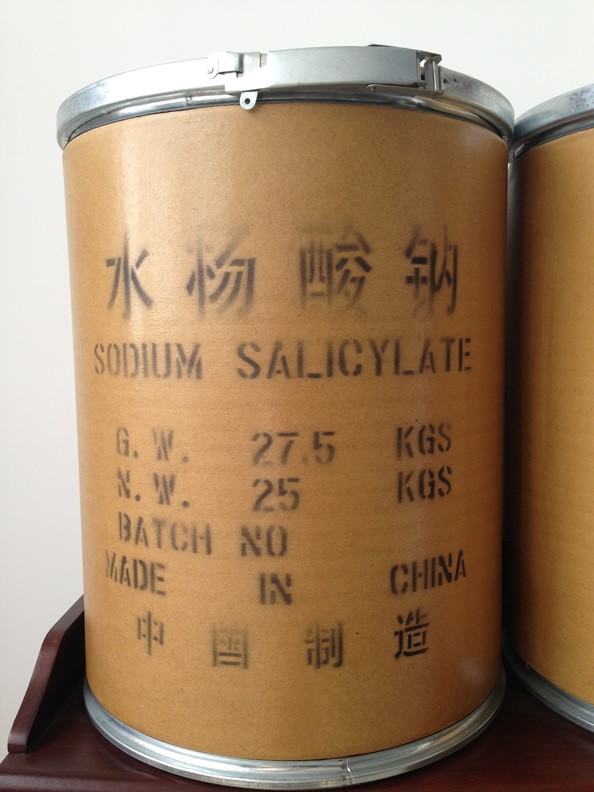 水杨酸钠
SODIUM SALICYLATE
G.W. 27.5 KGS
N.W. 25 KGS
BATCH NO
MADE IN CHINA
中国制造